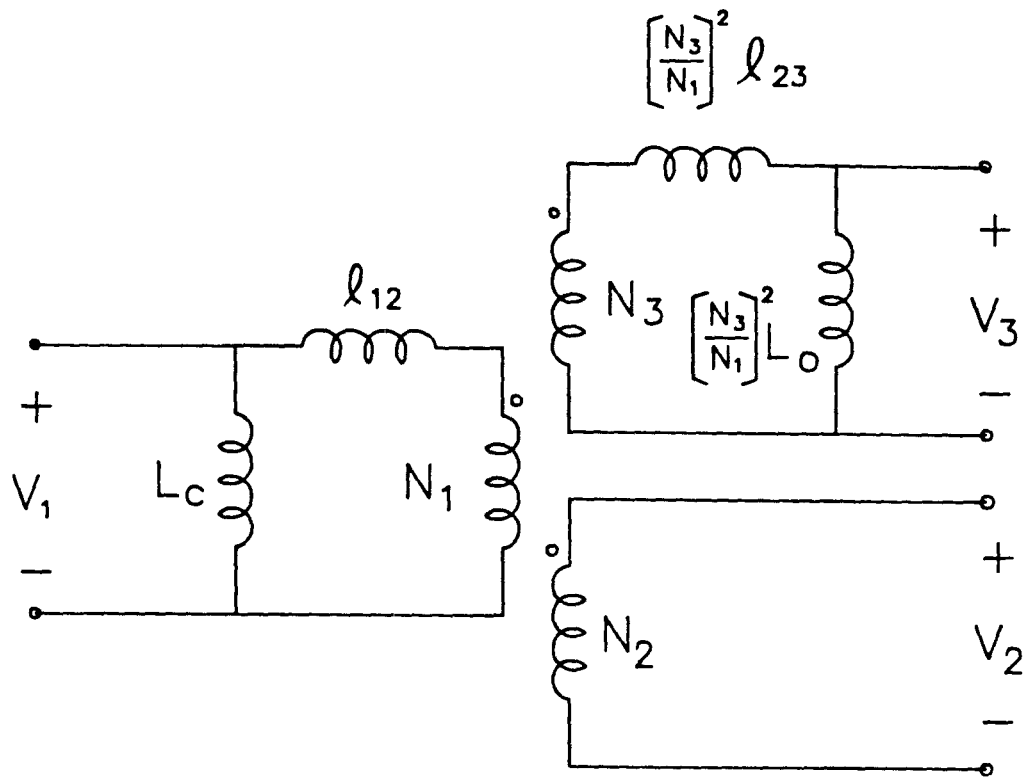 [N3/N1]² ℓ23
+
N3
[N3/N1]² Lo
V3
−
ℓ12
+
V1
−
Lc
N1
+
N2
V2
−